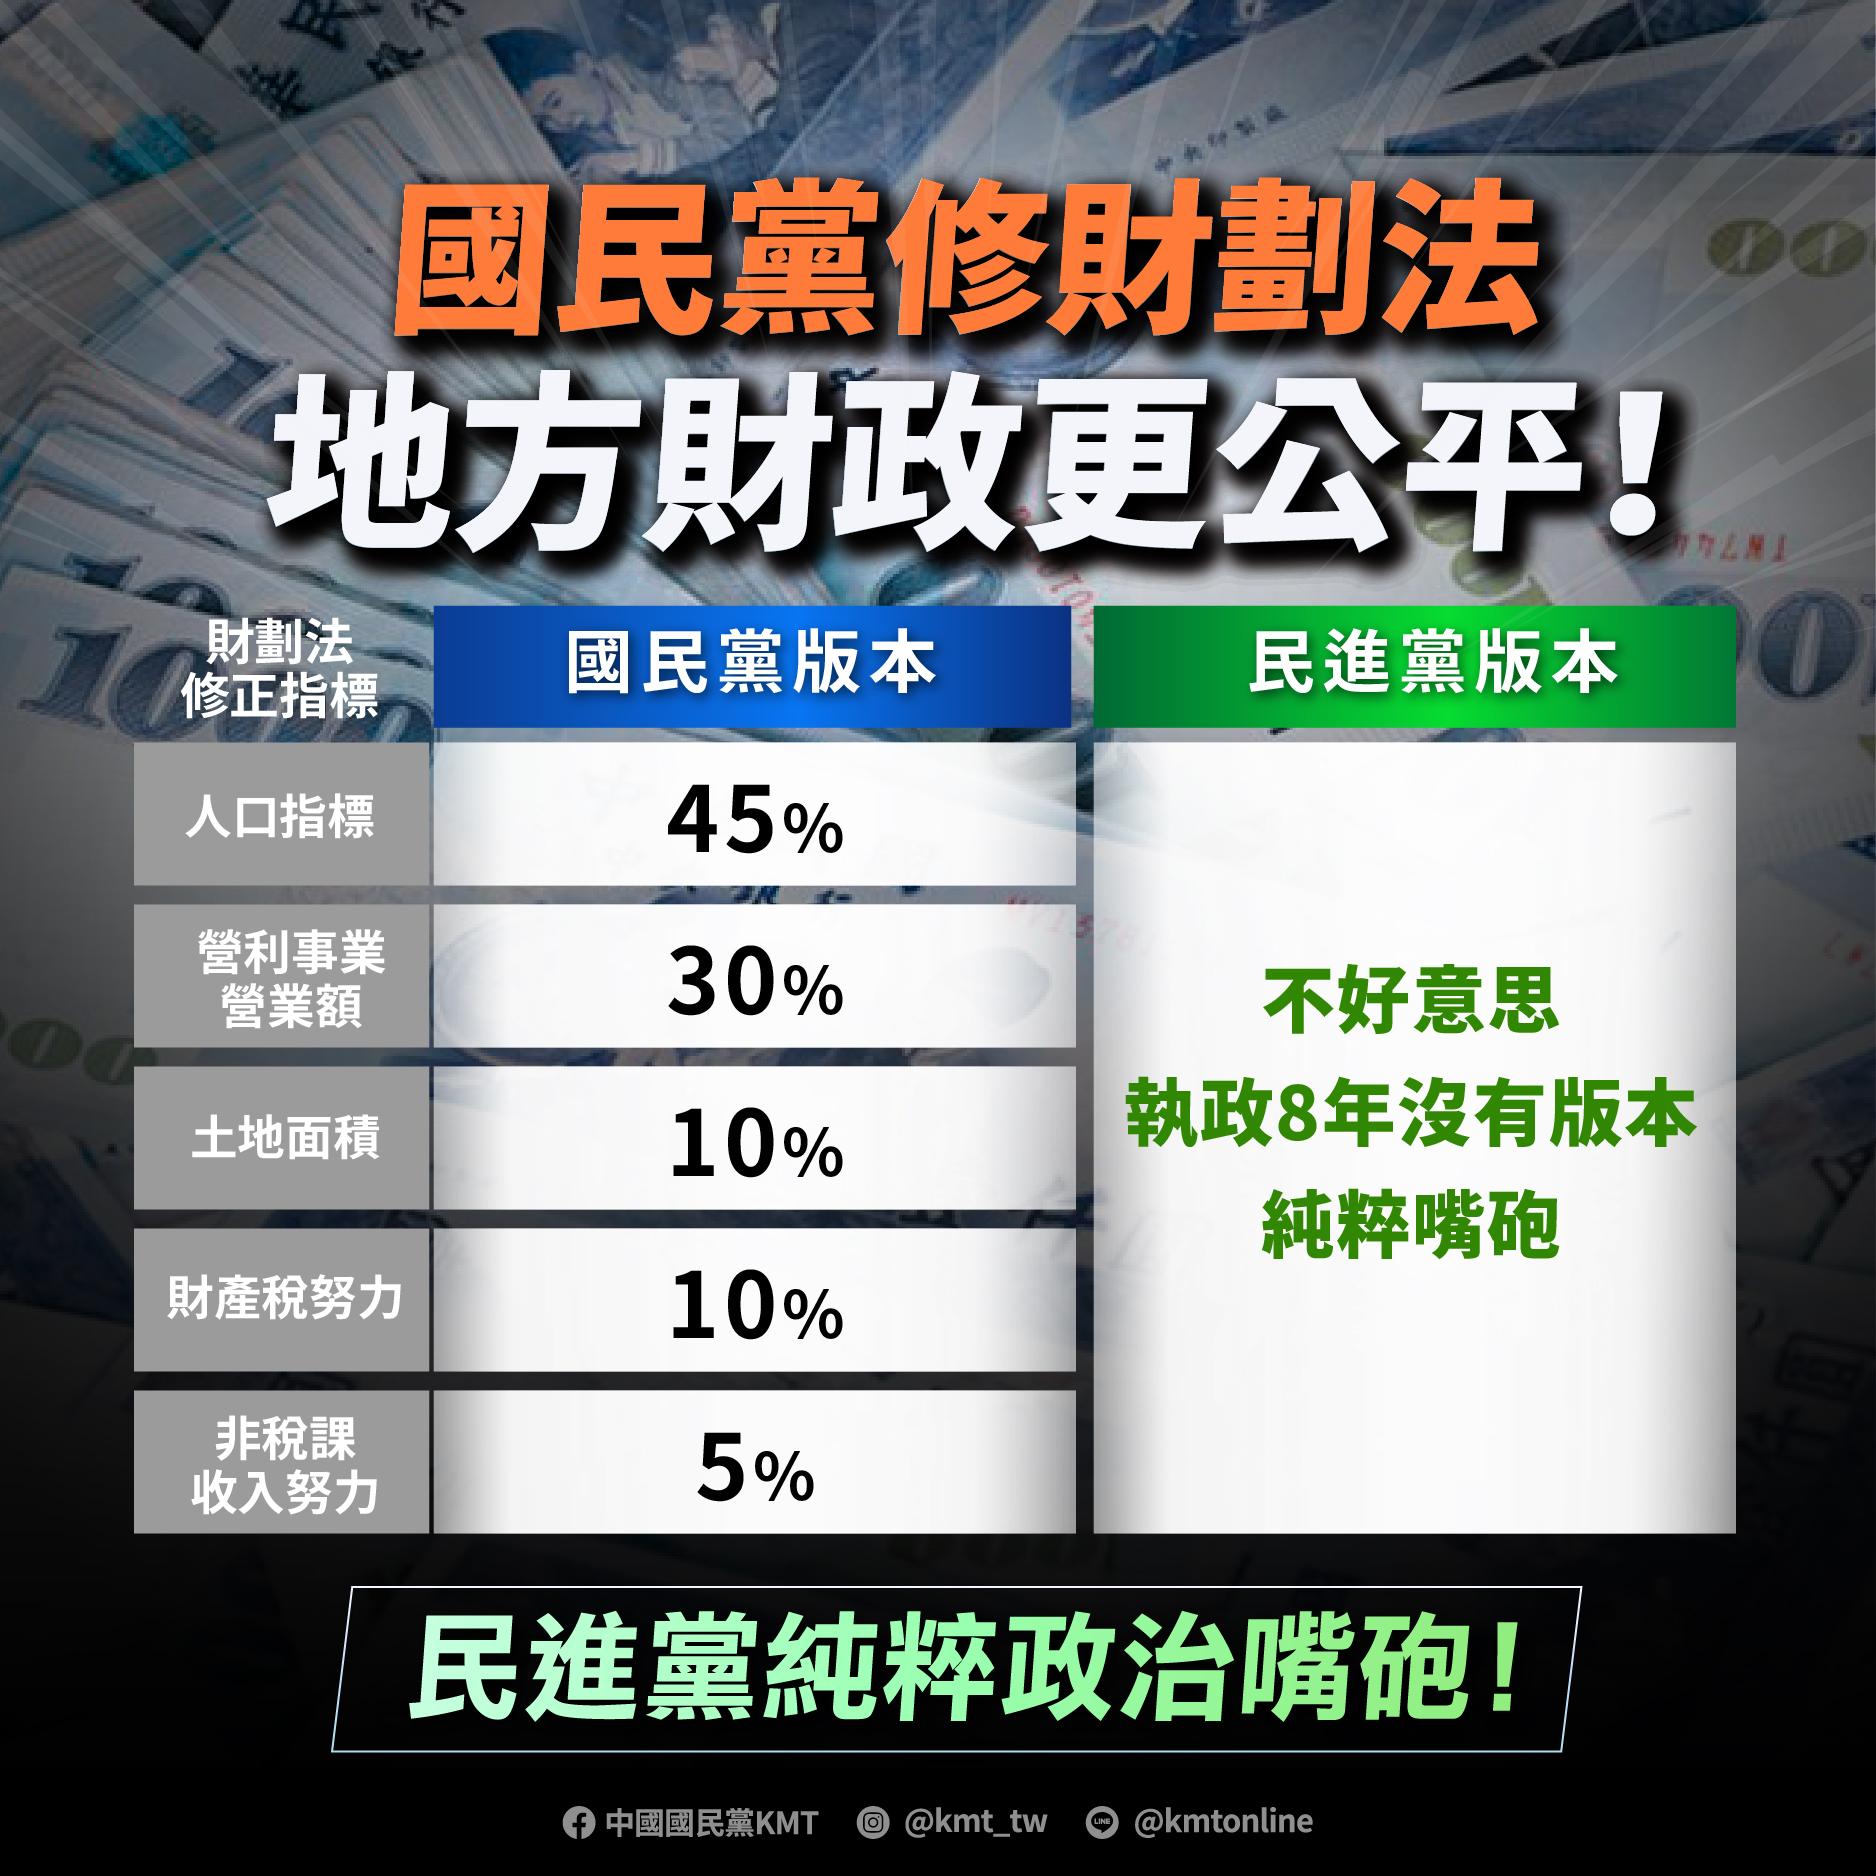 國民黨修財劃法
地方財政更公平！
財劃法
修正指標
國民黨版本
民進黨版本
人口指標
45%
營利事業
營業額
30%
土地面積
10%
財產稅努力
10%
非稅課
收入努力
5%
不好意思
執政8年沒有版本
純粹嘴砲
民進黨純粹政治嘴砲！
中國國民黨KMT @kmt_tw @kmtonline